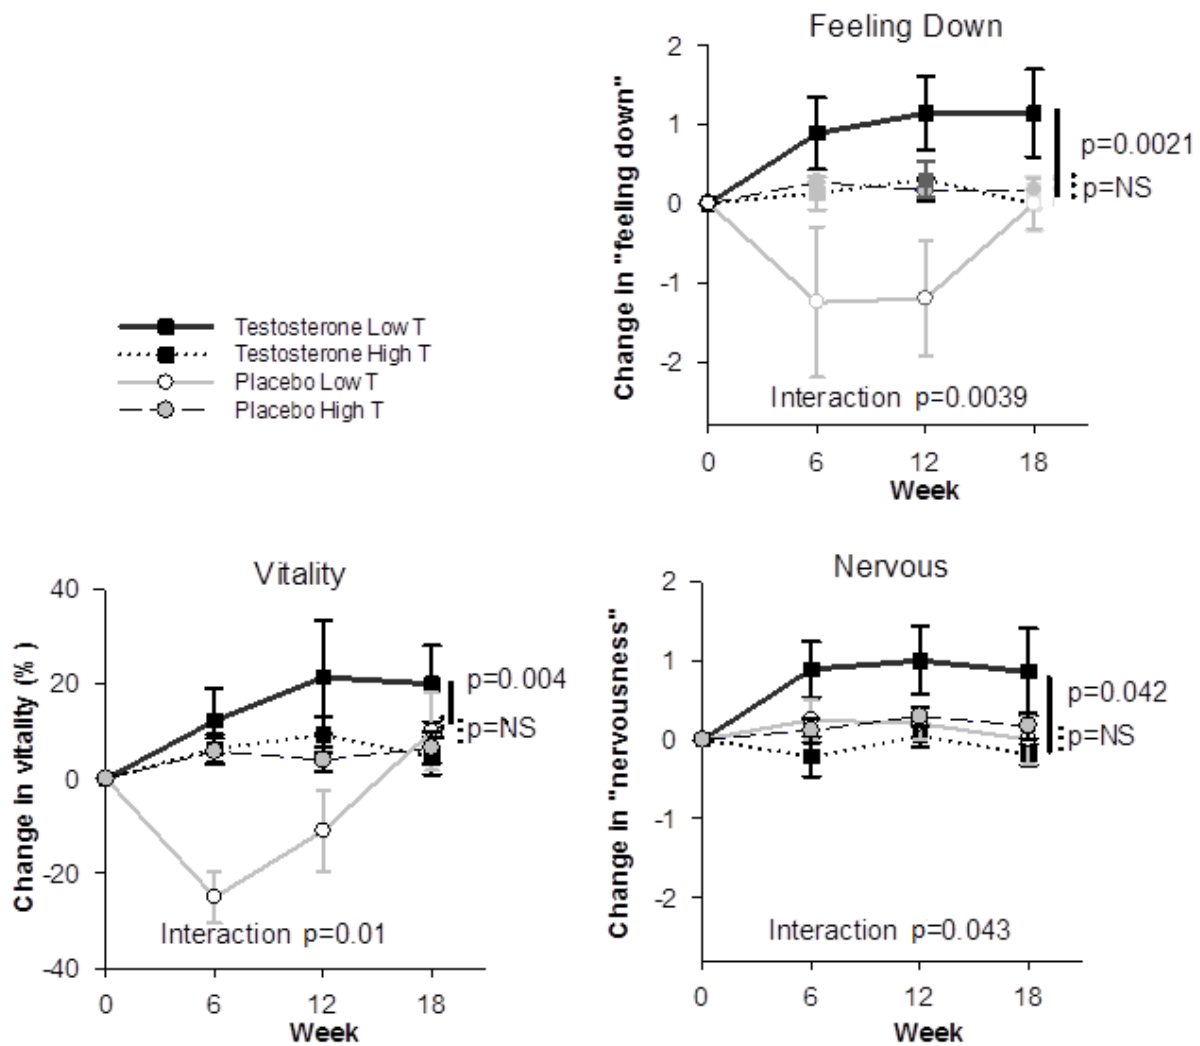 Feeling Down
2
1
0
-1
-2
Change in "feeling down"
p=0.0021
p=NS
Interaction p=0.0039
0 6 12 18
Week
Testosterone Low T
Testosterone High T
Placebo Low T
Placebo High T
Vitality
40
20
0
-20
-40
Change in vitality (% )
p=0.004
p=NS
Interaction p=0.01
0 6 12 18
Week
Nervous
2
1
0
-1
-2
Change in "nervousness"
p=0.042
p=NS
Interaction p=0.043
0 6 12 18
Week